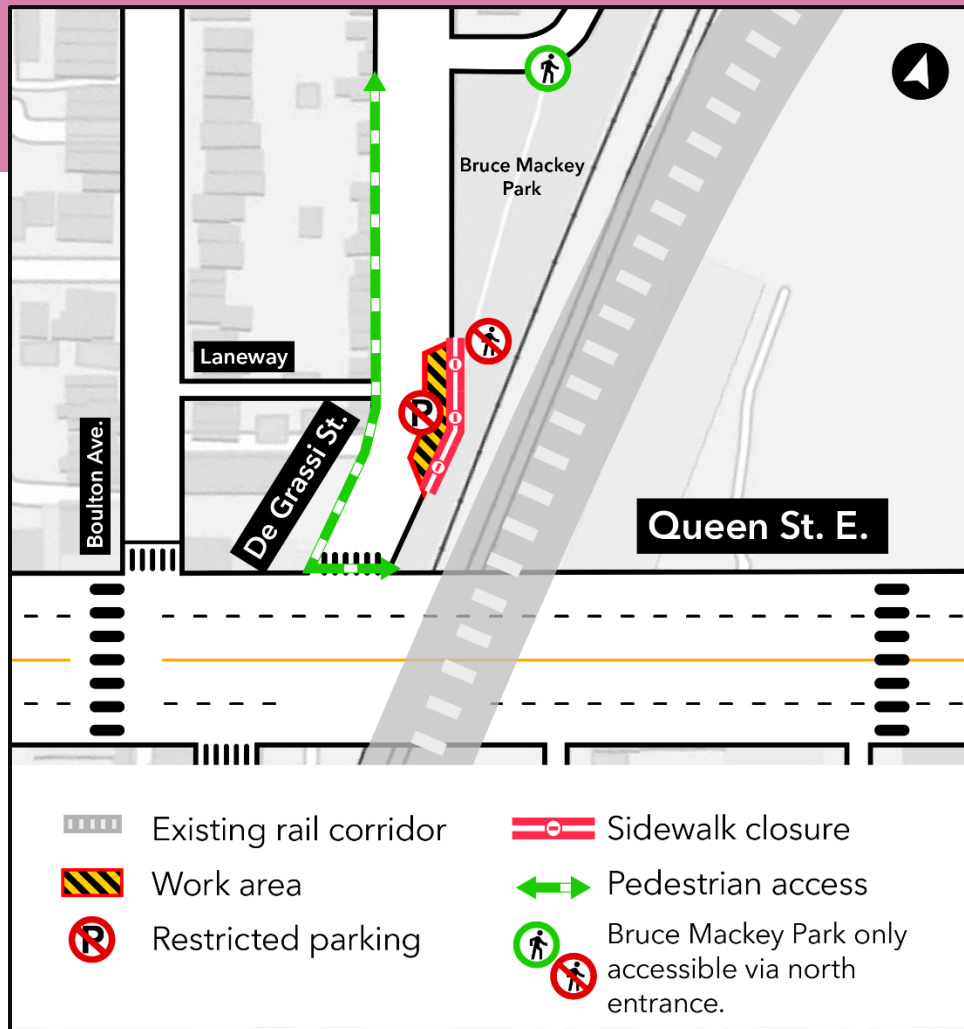 Bruce Mackey
Park
Laneway
P
Boulton Ave.
De Grassi St.
Queen St. E.
Existing rail corridor
Sidewalk closure
Work area
Pedestrian access
P
Restricted parking
Bruce Mackey Park only
accessible via north
entrance.